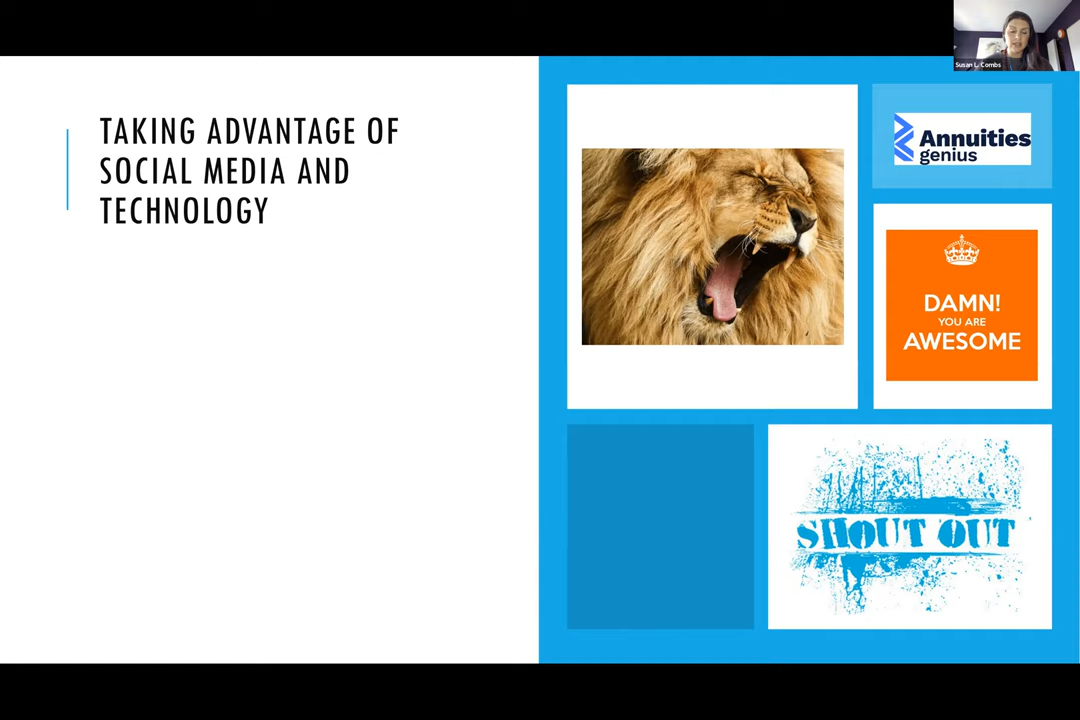 Susan L. Combs
TAKING ADVANTAGE OF
SOCIAL MEDIA AND
TECHNOLOGY
Annuities
genius
DAMN!
YOU ARE
AWESOME
SHOUT OUT